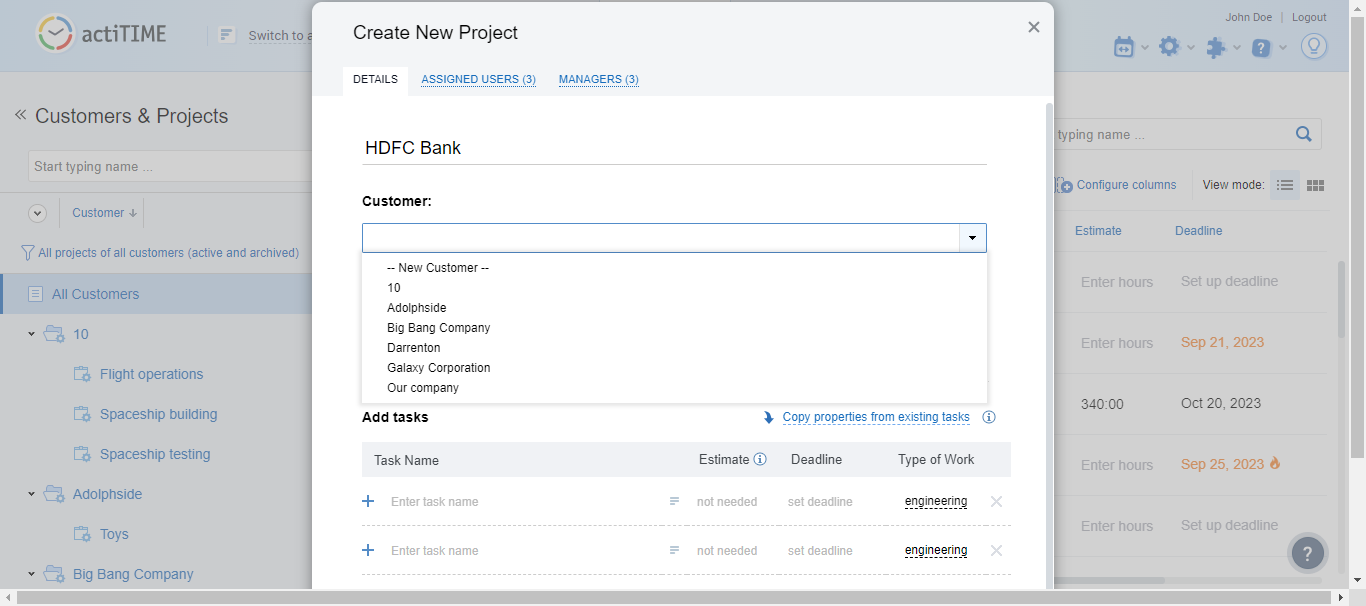 actiTIME
Switch to a
John Doe | Logout
Create New Project
DETAILS
ASSIGNED USERS (3)
MANAGERS (3)
Customers & Projects
Start typing name ...
typing name ...
Configure columns
View mode:
Customer
Estimate
Deadline
All projects of all customers (active and archived)
All Customers
10
Flight operations
Spaceship building
Spaceship testing
Adolphside
Toys
Big Bang Company
HDFC Bank
Customer:
-- New Customer --
10
Adolphside
Big Bang Company
Darrenton
Galaxy Corporation
Our company
Add tasks
Copy properties from existing tasks
Task Name
Estimate
Deadline
Type of Work
Enter task name
not needed
set deadline
engineering
Enter task name
not needed
set deadline
engineering
Enter hours
Set up deadline
Enter hours
Sep 21, 2023
340:00
Oct 20, 2023
Enter hours
Sep 25, 2023
Enter hours
Set up deadline
?